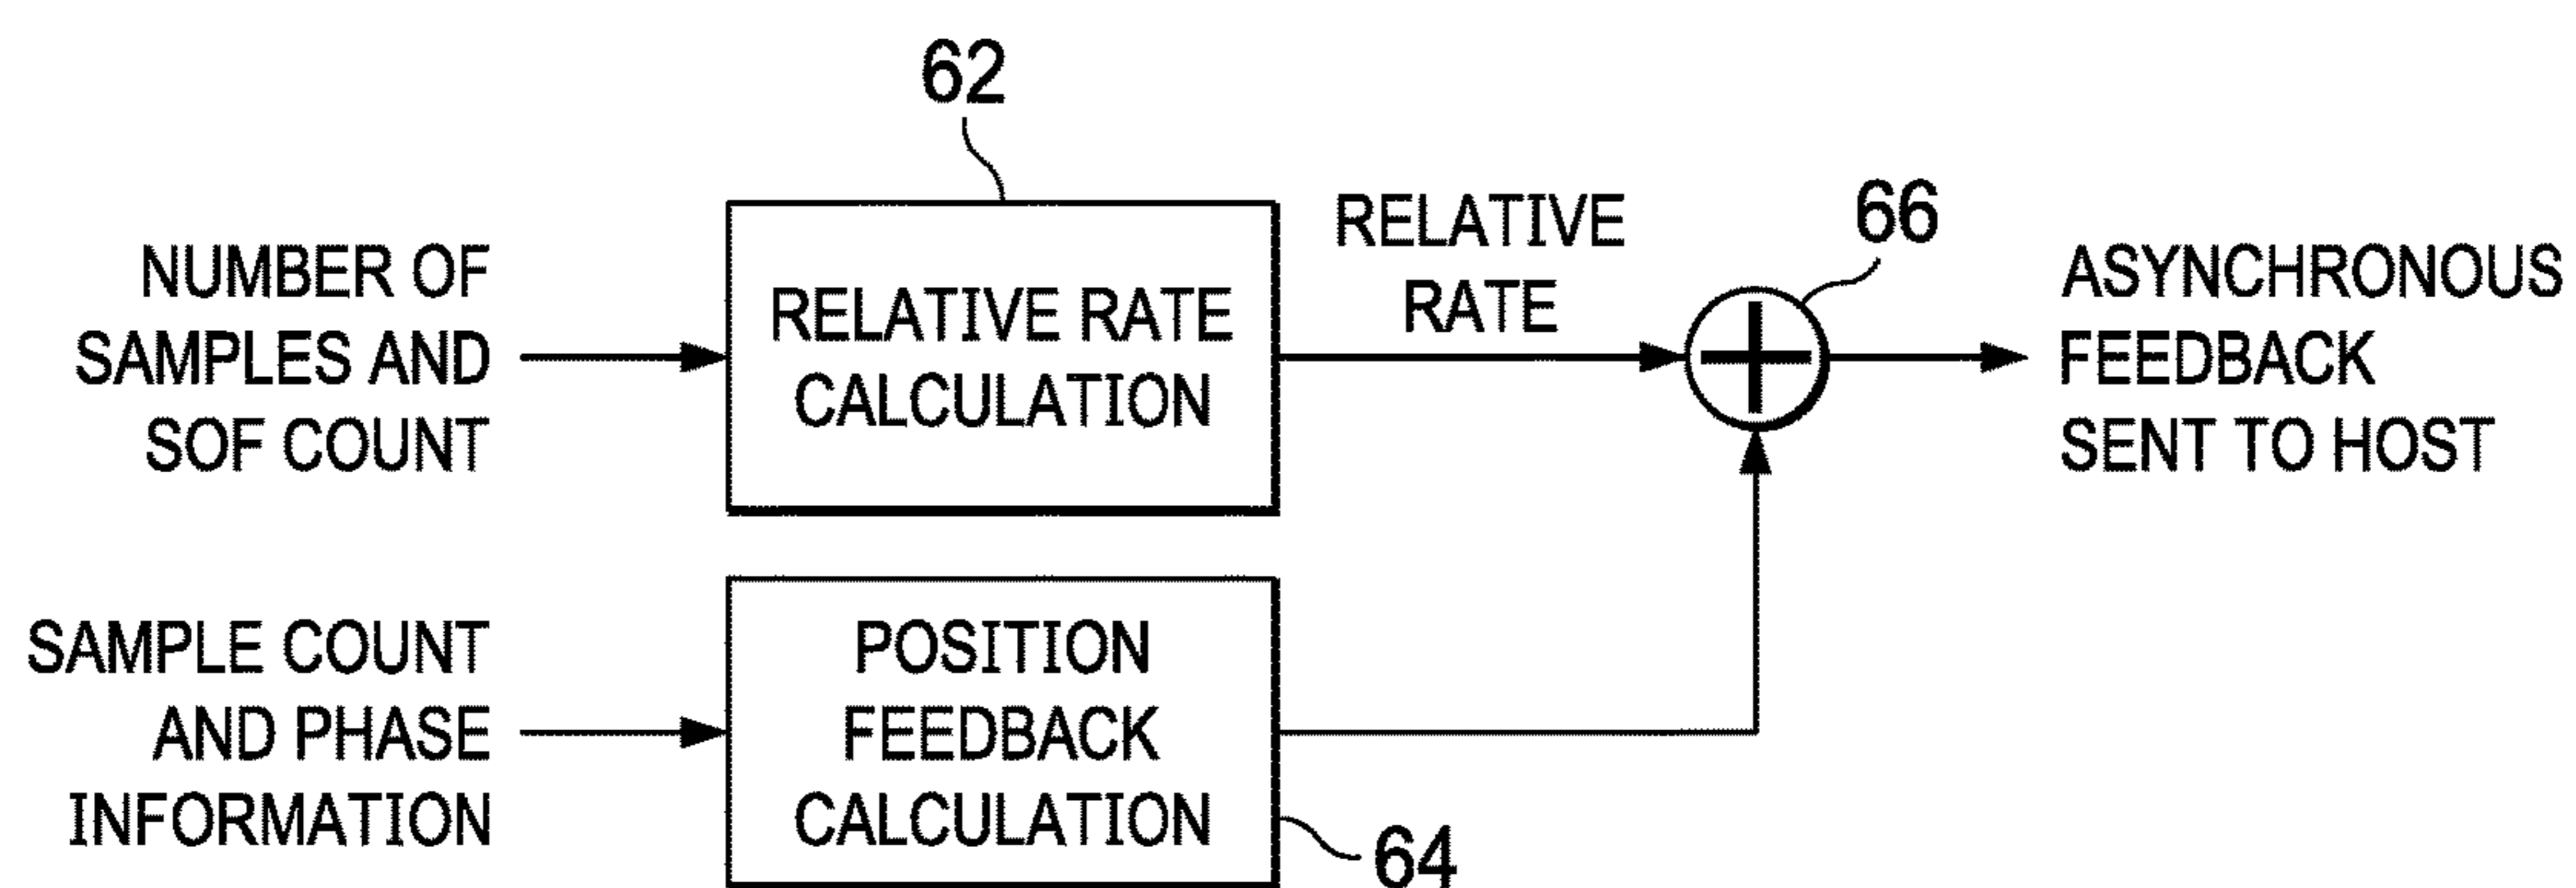 62
NUMBER OF
SAMPLES AND
SOF COUNT
RELATIVE RATE
CALCULATION
RELATIVE
RATE
66
ASYNCHRONOUS
FEEDBACK
SENT TO HOST
SAMPLE COUNT
AND PHASE
INFORMATION
POSITION
FEEDBACK
CALCULATION
64